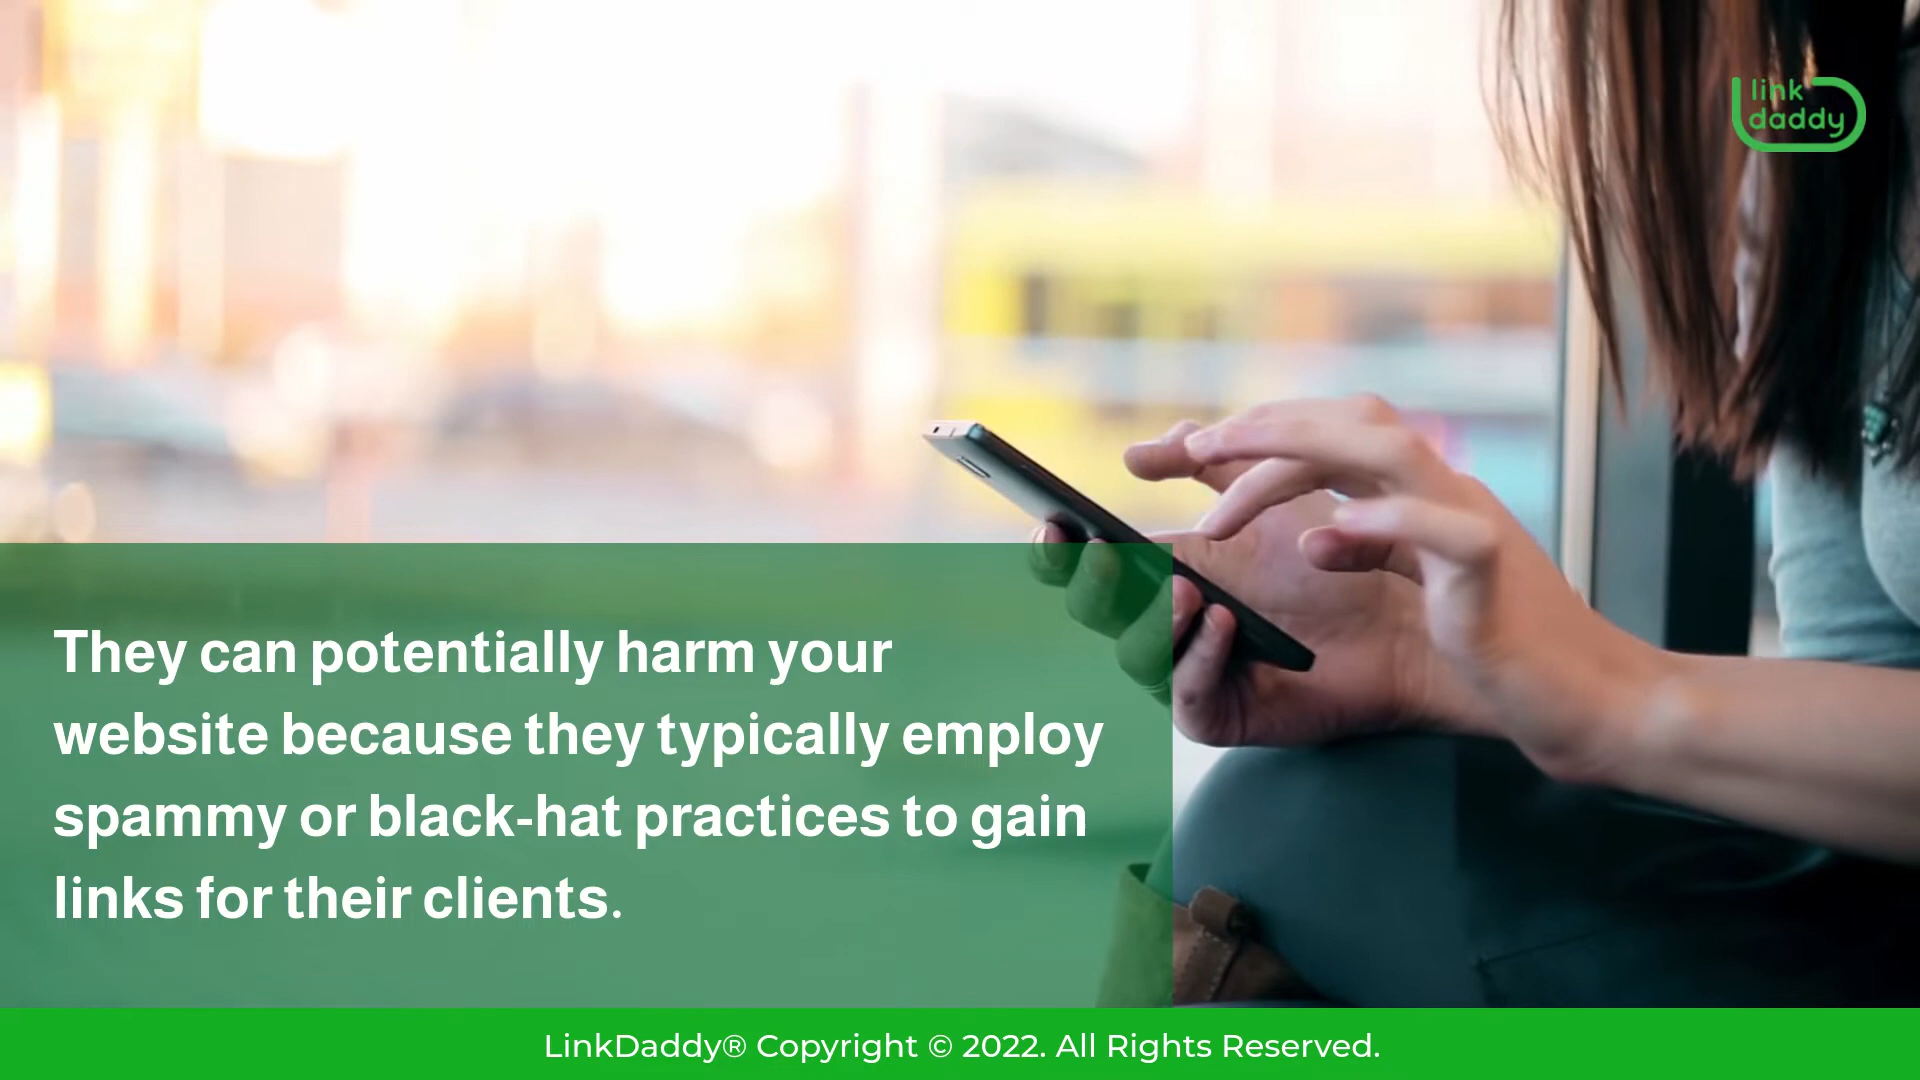 link
daddy
They can potentially harm your
website because they typically employ
spammy or black-hat practices to gain
links for their clients.
LinkDaddy® Copyright © 2022. All Rights Reserved.